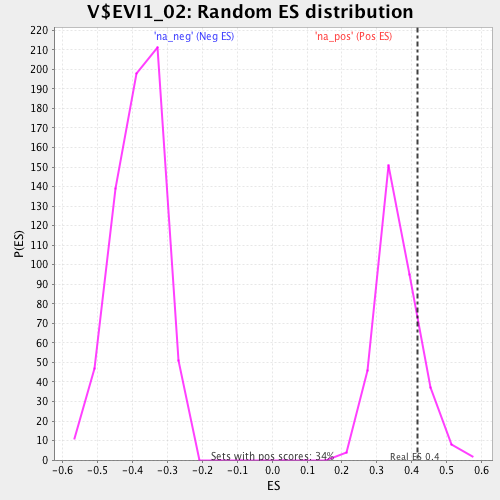 V$EVI1_02: Random ES distribution
'na_neg' (Neg ES)
'na_pos' (Pos ES)
P(ES)
220
210
200
190
180
170
160
150
140
130
120
110
100
90
80
70
60
50
40
30
20
10
0
Sets with pos scores: 34%
Real ES 0.4
-0.6 -0.5 -0.4 -0.3 -0.2 -0.1 0.0 0.1 0.2 0.3 0.4 0.5 0.6
ES